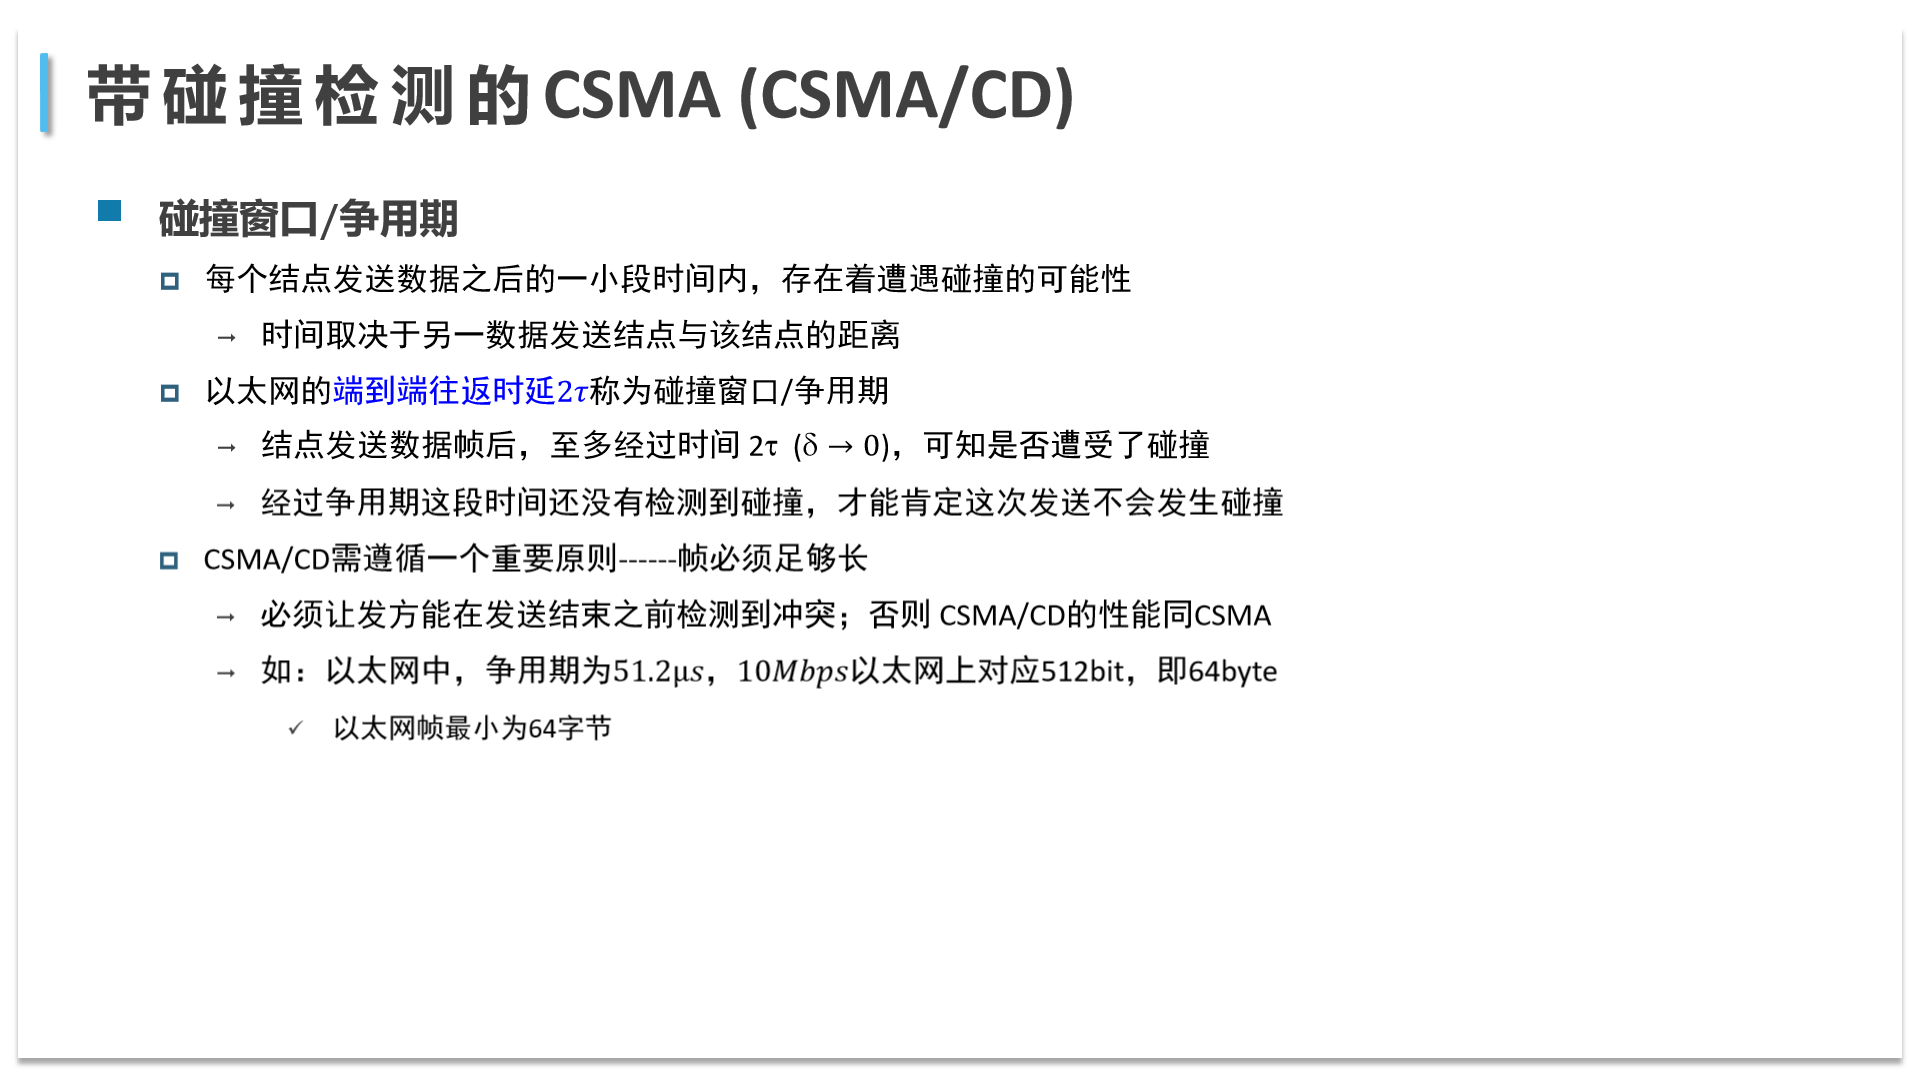 带碰撞检测的CSMA (CSMA/CD)
碰撞窗口/争用期
每个结点发送数据之后的一小段时间内，存在着遭遇碰撞的可能性
→ 时间取决于另一数据发送结点与该结点的距离
以太网的端到端往返时延2τ称为碰撞窗口/争用期
→ 结点发送数据帧后，至多经过时间 2τ (δ → 0)，可知是否遭受了碰撞
→ 经过争用期这段时间还没有检测到碰撞，才能肯定这次发送不会发生碰撞
CSMA/CD需遵循一个重要原则------帧必须足够长
→ 必须让发方能在发送结束之前检测到冲突；否则 CSMA/CD的性能同CSMA
→ 如：以太网中，争用期为51.2μs，10Mbps以太网上对应512bit，即64byte
✓ 以太网帧最小为64字节